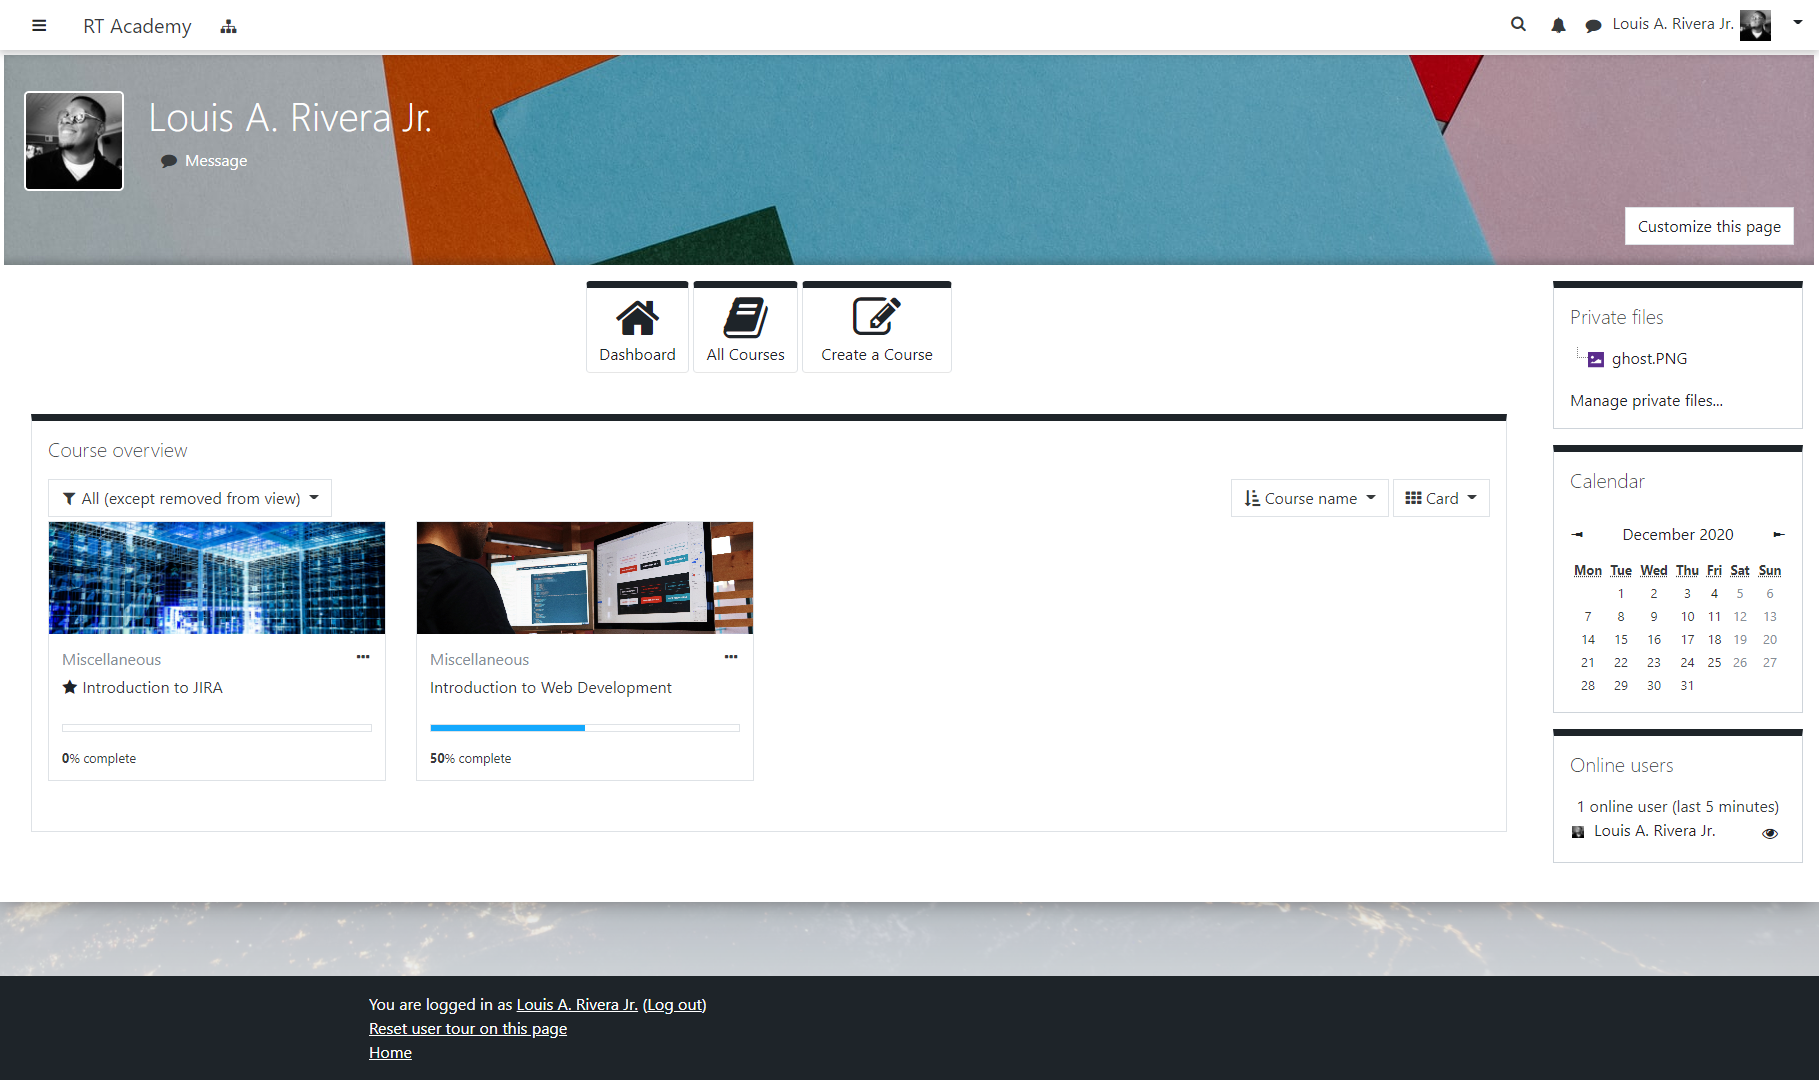 RT Academy
Louis A. Rivera Jr.
Louis A. Rivera Jr.
Message
Customize this page
Dashboard
All Courses
Create a Course
Course overview
All (except removed from view)
Course name
Card
Miscellaneous
Introduction to JIRA
0% complete
Miscellaneous
Introduction to Web Development
50% complete
Private files
ghost.PNG
Manage private files...
Calendar
December 2020
Mon Tue Wed Thu Fri Sat Sun
1 2 3 4 5 6
7 8 9 10 11 12 13
14 15 16 17 18 19 20
21 22 23 24 25 26 27
28 29 30 31
Online users
1 online user (last 5 minutes)
Louis A. Rivera Jr.
You are logged in as Louis A. Rivera Jr. (Log out)
Reset user tour on this page
Home